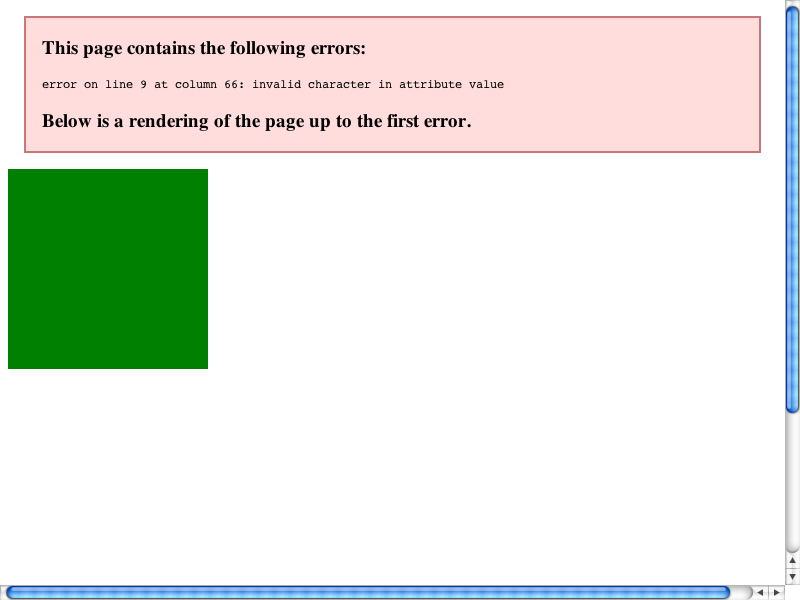 This page contains the following errors:
error on line 9 at column 66: invalid character in attribute value
Below is a rendering of the page up to the first error.